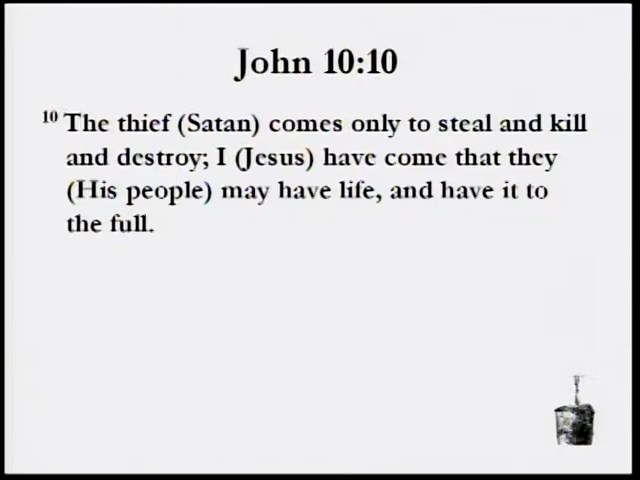 John 10:10
10 The thief (Satan) comes only to steal and kill
and destroy; I (Jesus) have come that they
(His people) may have life, and have it to
the full.